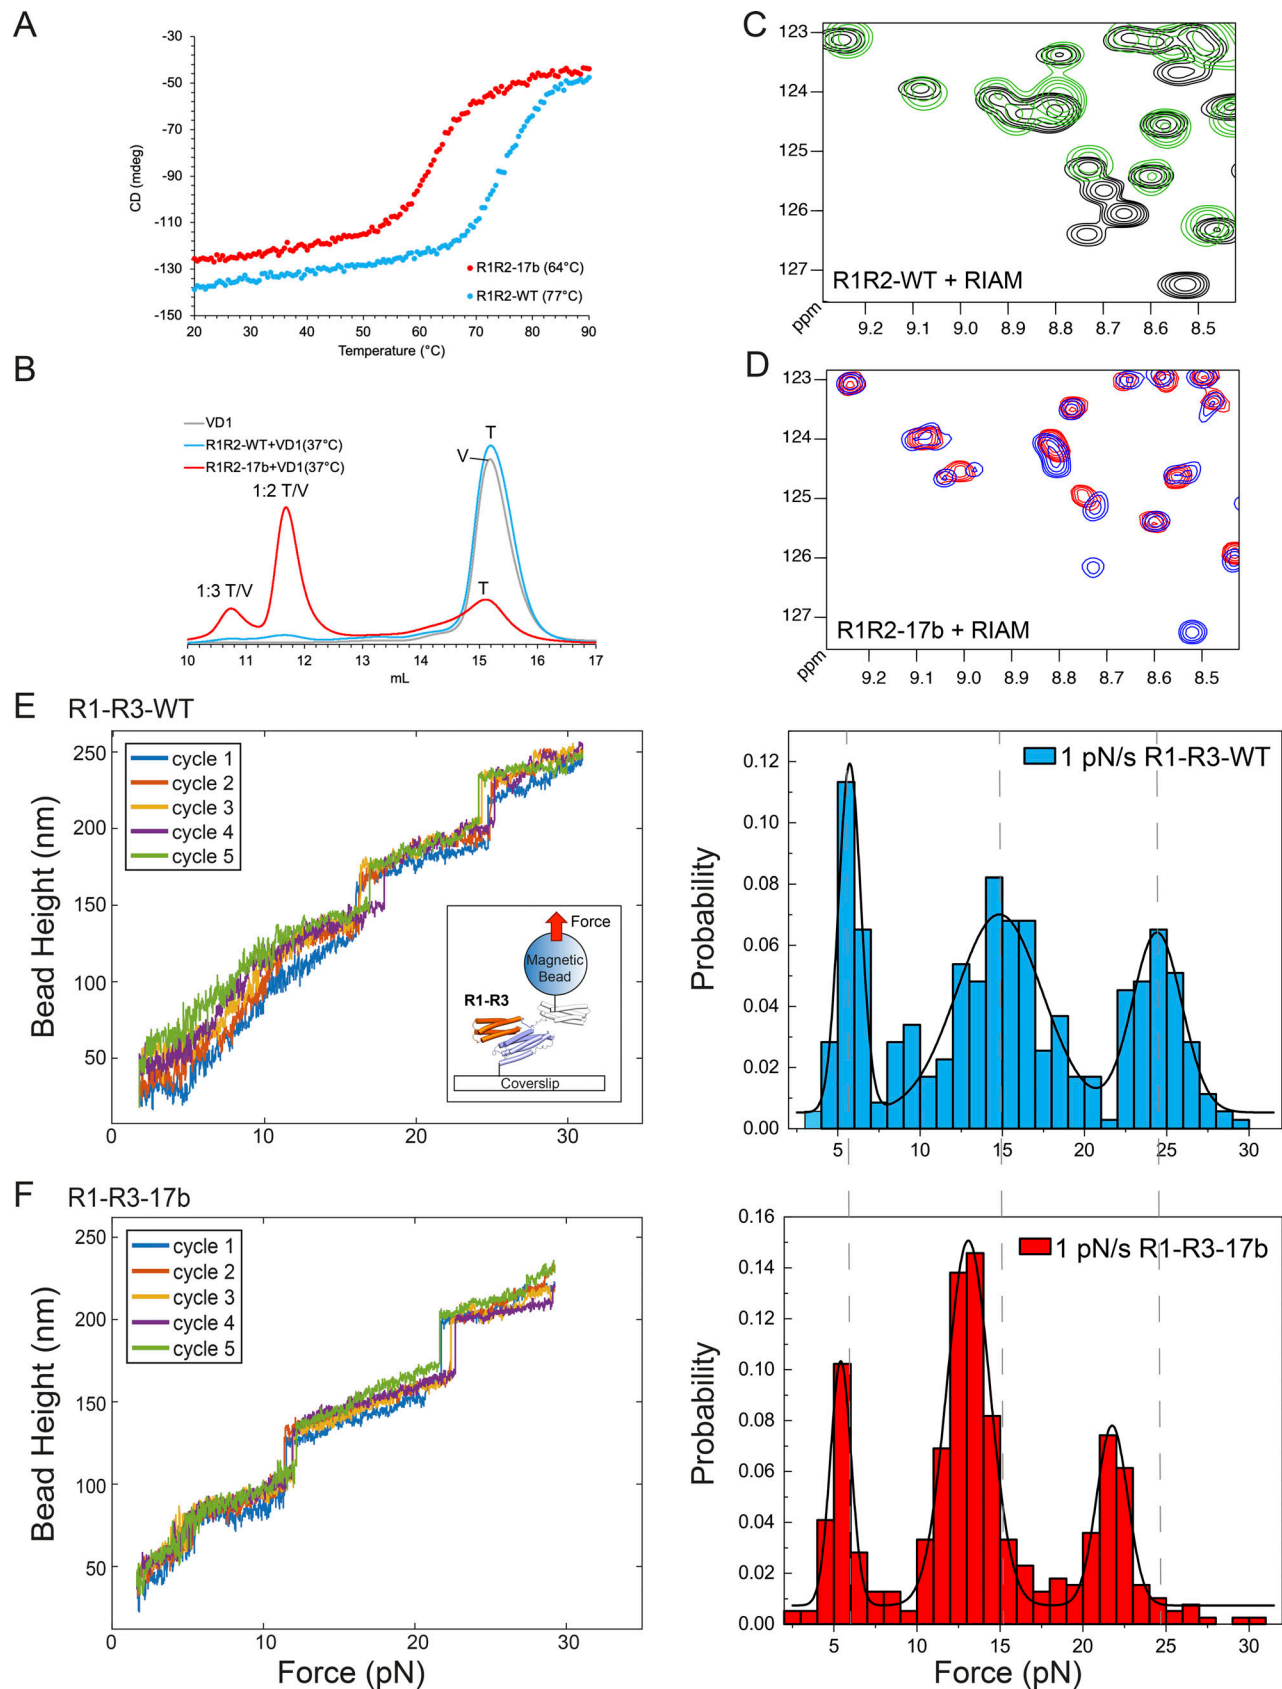 A
-30
-50
-70
-90
-110
-130
-150
CD (mdeg)
R1R2-17b (64°C)
R1R2-WT (77°C)
20 30 40 50 60 70 80 90
Temperature (°C)
B
VD1
R1R2-WT+VD1(37°C)
R1R2-17b+VD1(37°C)
1:2 T/V
1:3 T/V
T
V
T
10 11 12 13 14 15 16 17
mL
C
123
124
125
126
127
ppm
R1R2-WT + RIAM
9.2 9.1 9.0 8.9 8.8 8.7 8.6 8.5
D
123
124
125
126
127
ppm
R1R2-17b + RIAM
9.2 9.1 9.0 8.9 8.8 8.7 8.6 8.5
E R1-R3-WT
250
200
150
100
50
Bead Height (nm)
cycle 1
cycle 2
cycle 3
cycle 4
cycle 5
Force
Magnetic
Bead
R1-R3
Coverslip
0 10 20 30
0.12
0.10
0.08
0.06
0.04
0.02
0.00
Probability
1 pN/s R1-R3-WT
5 10 15 20 25 30
F R1-R3-17b
250
200
150
100
50
Bead Height (nm)
cycle 1
cycle 2
cycle 3
cycle 4
cycle 5
0 10 20 30
Force (pN)
0.16
0.14
0.12
0.10
0.08
0.06
0.04
0.02
0.00
Probability
1 pN/s R1-R3-17b
5 10 15 20 25 30
Force (pN)